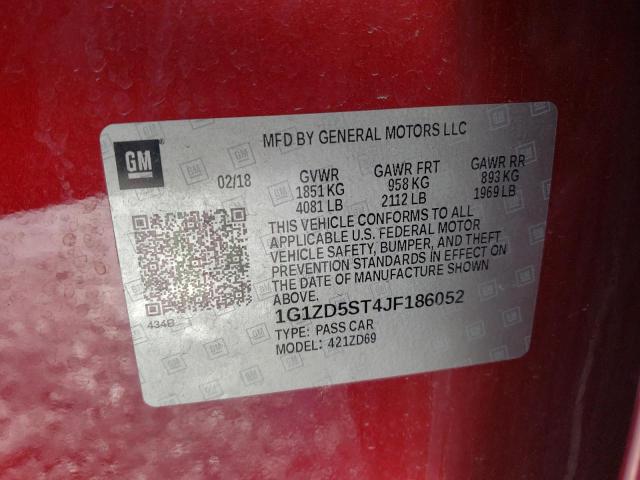 MFD BY GENERAL MOTORS LLC
GM
02/18
GVWR
1851 KG
4081 LB
GAWR FRT
958 KG
2112 LB
GAWR RR
893 KG
1969 LB
THIS VEHICLE CONFORMS TO ALL
APPLICABLE U.S. FEDERAL MOTOR
VEHICLE SAFETY, BUMPER, AND THEFT
PREVENTION STANDARDS IN EFFECT ON
THE DATE OF MANUFACTURE SHOWN
ABOVE.
434B
1G1ZD5ST4JF186052
TYPE: PASS CAR
MODEL: 421ZD69